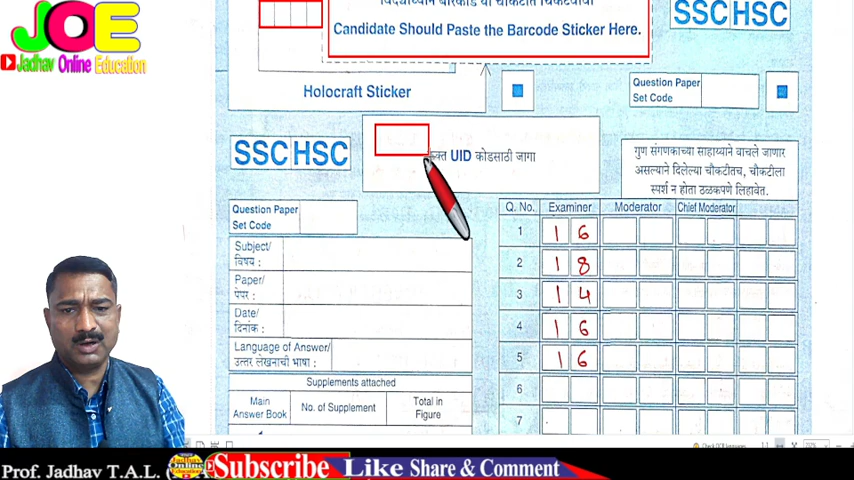 JOE
Jadhav Online Education
विद्यार्थ्याने बारकोड या चौकटीत चिकटवावा
Candidate Should Paste the Barcode Sticker Here.
SSC HSC
Holocraft Sticker
Question Paper
Set Code
SSC HSC
UID कोडसाठी जागा
गुण संगणकाच्या साहाय्याने वाचले जाणार
असल्याने दिलेल्या चौकटीतच, चौकटीला
स्पर्श न होता ठळकपणे लिहावेत.
Question Paper
Set Code
Subject/
विषय :
Paper/
पेपर :
Date/
दिनांक :
Language of Answer/
उत्तर लेखनाची भाषा :
Supplements attached
Main
Answer Book
No. of Supplement
Total in
Figure
Q. No. Examiner Moderator Chief Moderator
1 1 6
2 1 8
3 1 4
4 1 6
5 1 6
6
7
Prof. Jadhav T.A.L.
Subscribe Like Share & Comment